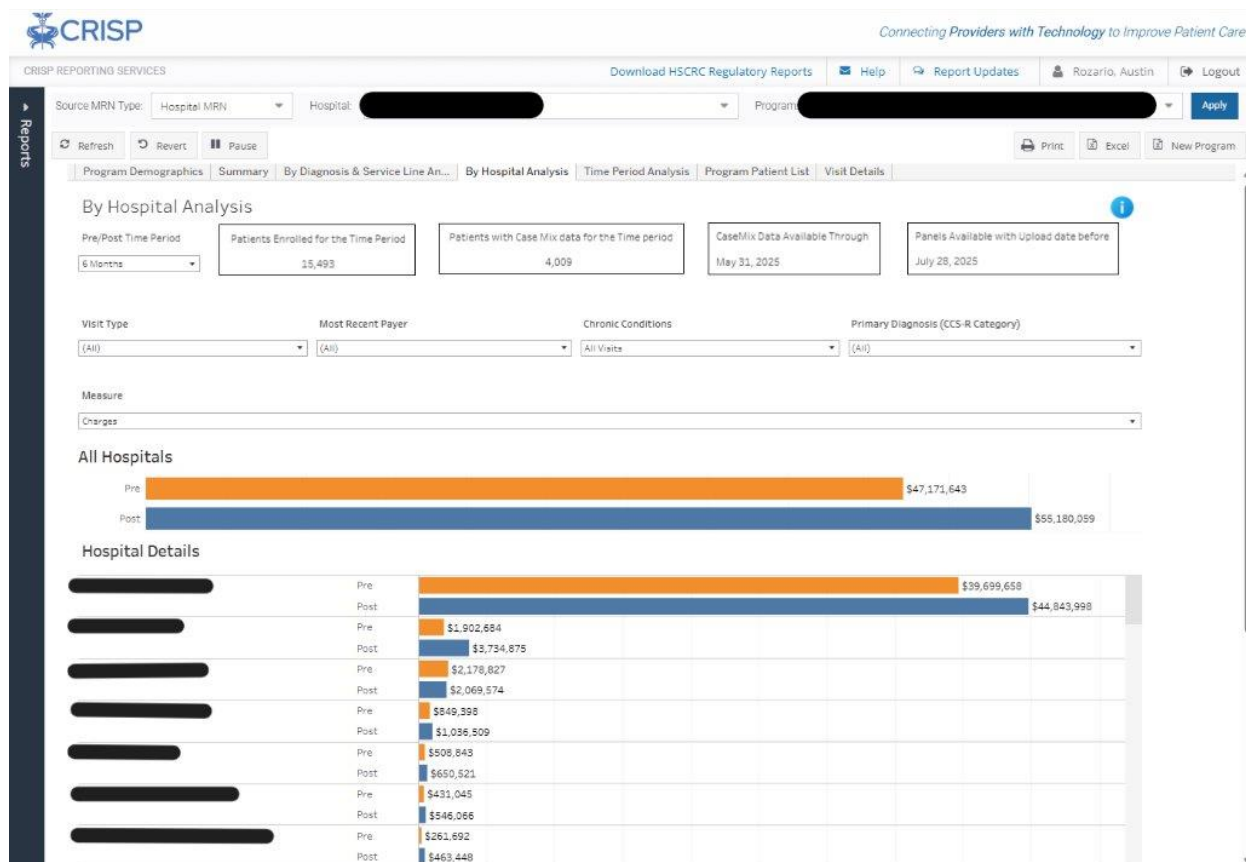 CRISP
Connecting Providers with Technology to Improve Patient Care
CRISP REPORTING SERVICES
Download HSCRC Regulatory Reports
Help
Report Updates
Rozario, Austin
Logout
Reports
Source MRN Type: Hospital MRN
Hospital:
Program
Apply
Refresh
Revert
Pause
Print
Excel
New Program
Program Demographics
Summary
By Diagnosis & Service Line An...
By Hospital Analysis
Time Period Analysis
Program Patient List
Visit Details
By Hospital Analysis
i
Pre/Post Time Period
6 Months
Patients Enrolled for the Time Period
15,493
Patients with Case Mix data for the Time period
4,009
CaseMix Data Available Through
May 31, 2025
Panels Available with Upload date before
July 28, 2025
Visit Type
(All)
Most Recent Payer
(All)
Chronic Conditions
All Visits
Primary Diagnosis (CCS-R Category)
(All)
Measure
Charges
All Hospitals
Pre $47,171,643
Post $55,180,059
Hospital Details
Pre $39,699,658
Post $44,843,998
Pre $1,902,684
Post $3,734,875
Pre $2,178,827
Post $2,069,574
Pre $849,398
Post $1,036,509
Pre $508,843
Post $650,521
Pre $431,045
Post $546,066
Pre $261,692
Post $463,448